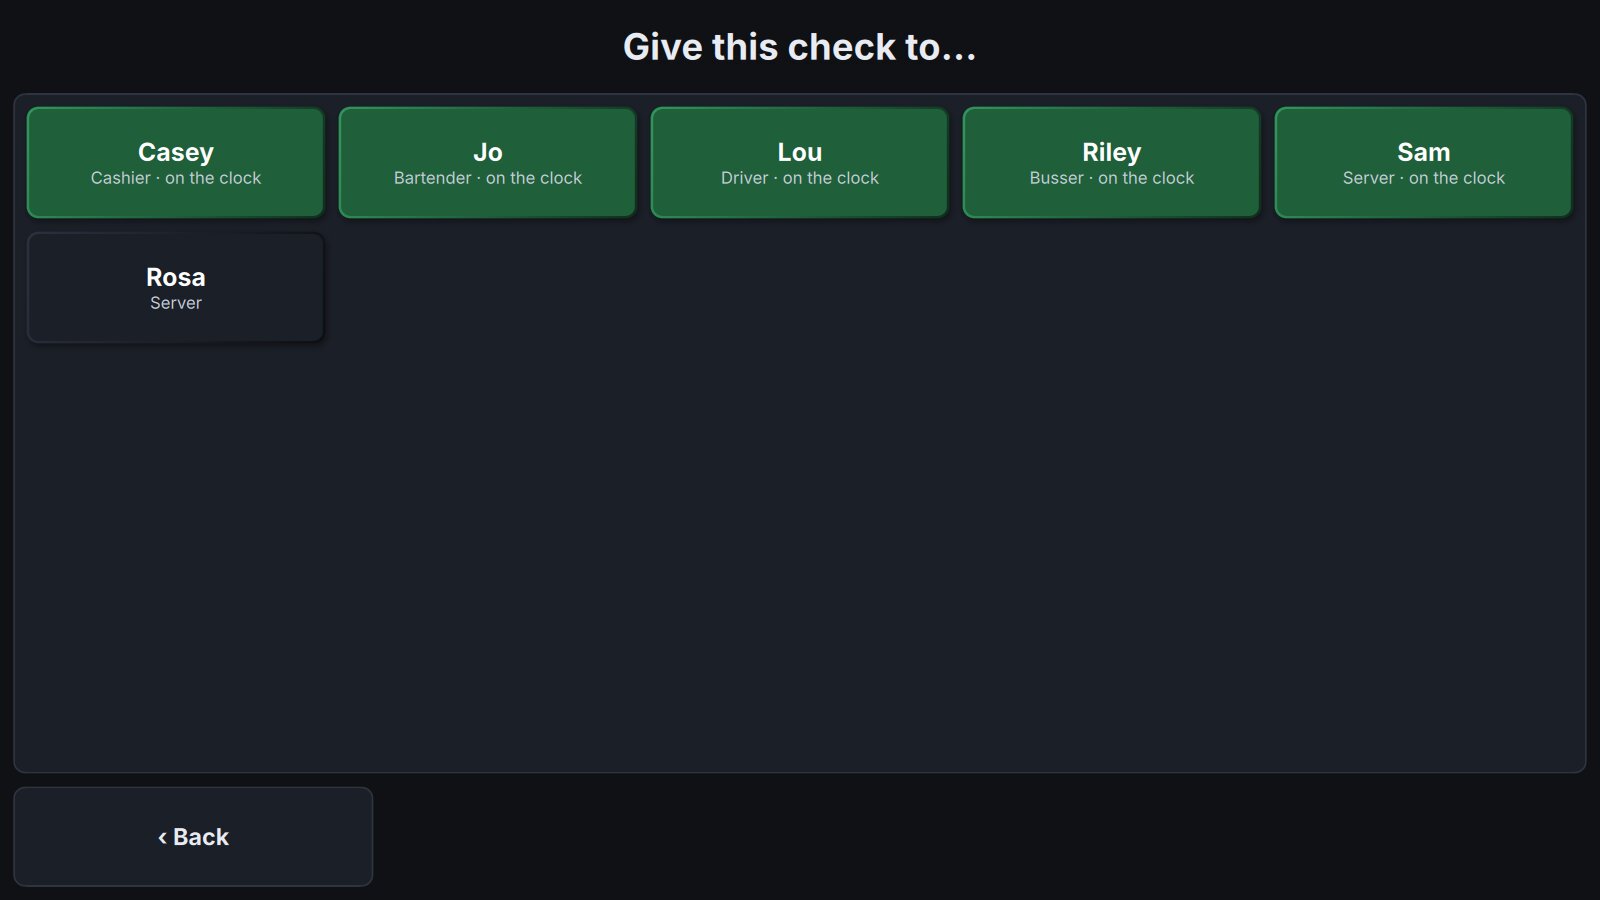 Give this check to...
Casey
Cashier · on the clock
Jo
Bartender · on the clock
Lou
Driver · on the clock
Riley
Busser · on the clock
Sam
Server · on the clock
Rosa
Server
‹ Back